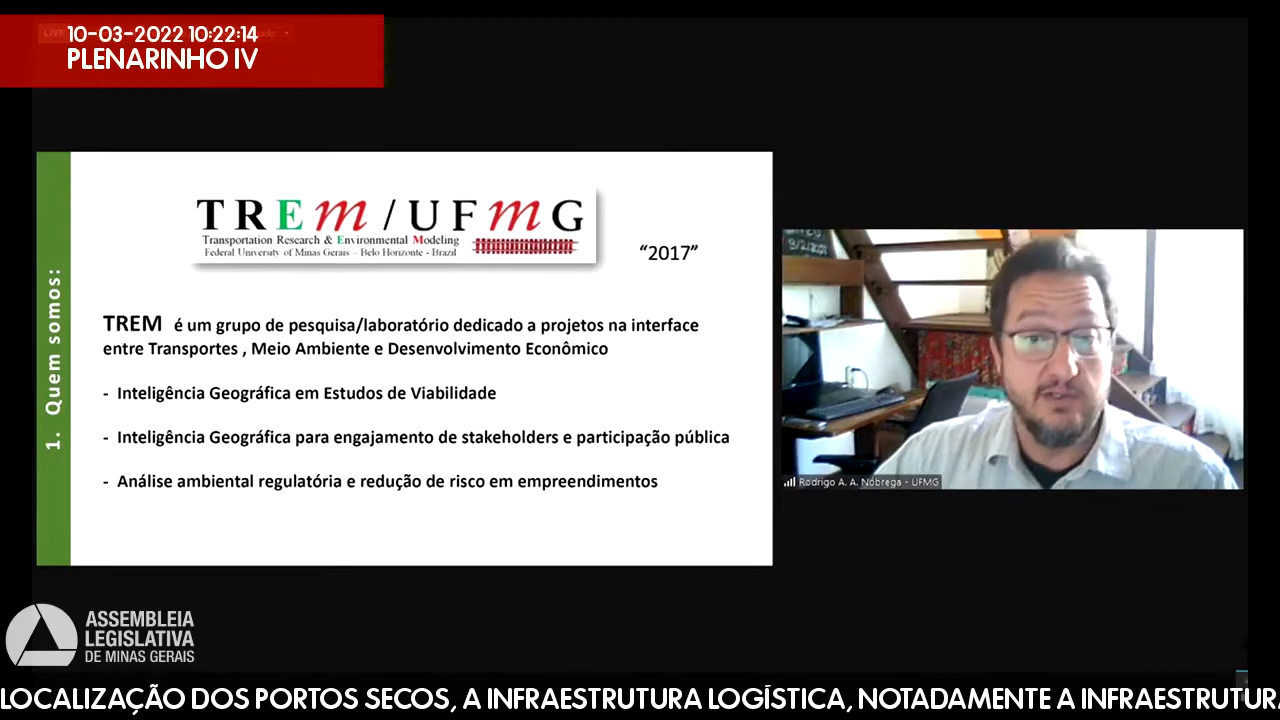 10-03-2022 10:22:14
PLENARINHO IV
LIVE
TREm/UFmG
Transportation Research & Environmental Modeling
Federal University of Minas Gerais – Belo Horizonte - Brazil
“2017”
1. Quem somos:
TREM é um grupo de pesquisa/laboratório dedicado a projetos na interface
entre Transportes , Meio Ambiente e Desenvolvimento Econômico
- Inteligência Geográfica em Estudos de Viabilidade
- Inteligência Geográfica para engajamento de stakeholders e participação pública
- Análise ambiental regulatória e redução de risco em empreendimentos
Rodrigo A. A. Nóbrega - UFMG
ASSEMBLEIA
LEGISLATIVA
DE MINAS GERAIS
LOCALIZAÇÃO DOS PORTOS SECOS, A INFRAESTRUTURA LOGÍSTICA, NOTADAMENTE A INFRAESTRUTUR